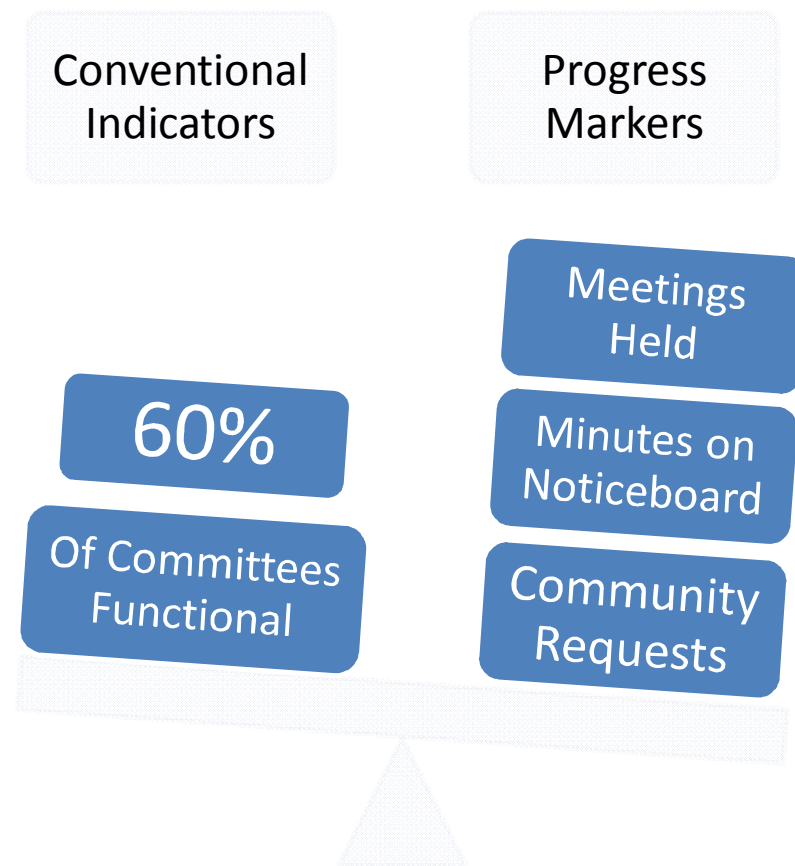 Conventional
Indicators
Progress
Markers
60%
Of Committees
Functional
Meetings
Held
Minutes on
Noticeboard
Community
Requests